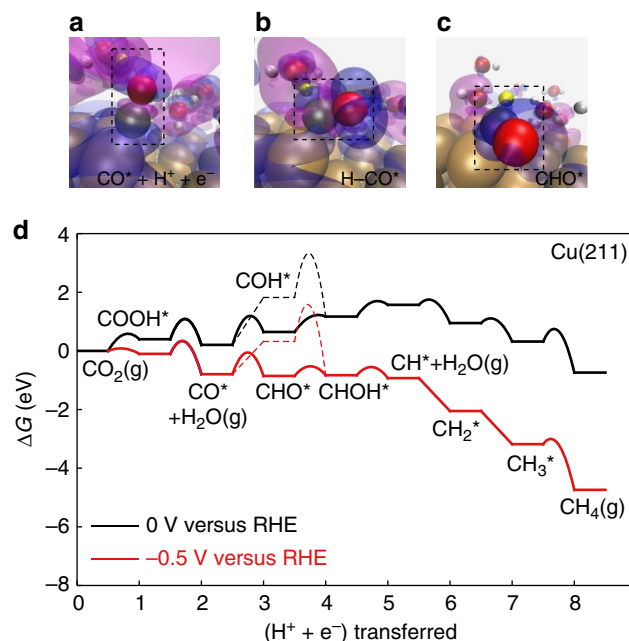 a
b
c
CO* + H⁺ + e⁻
H–CO*
CHO*
d
Cu(211)
4
2
0
−2
−4
−6
−8
ΔG (eV)
COH*
COOH*
CO₂(g)
CO*
+H₂O(g)
CHO*
CHOH*
CH*+H₂O(g)
CH₂*
CH₃*
CH₄(g)
0 V versus RHE
−0.5 V versus RHE
0 1 2 3 4 5 6 7 8
(H⁺ + e⁻) transferred